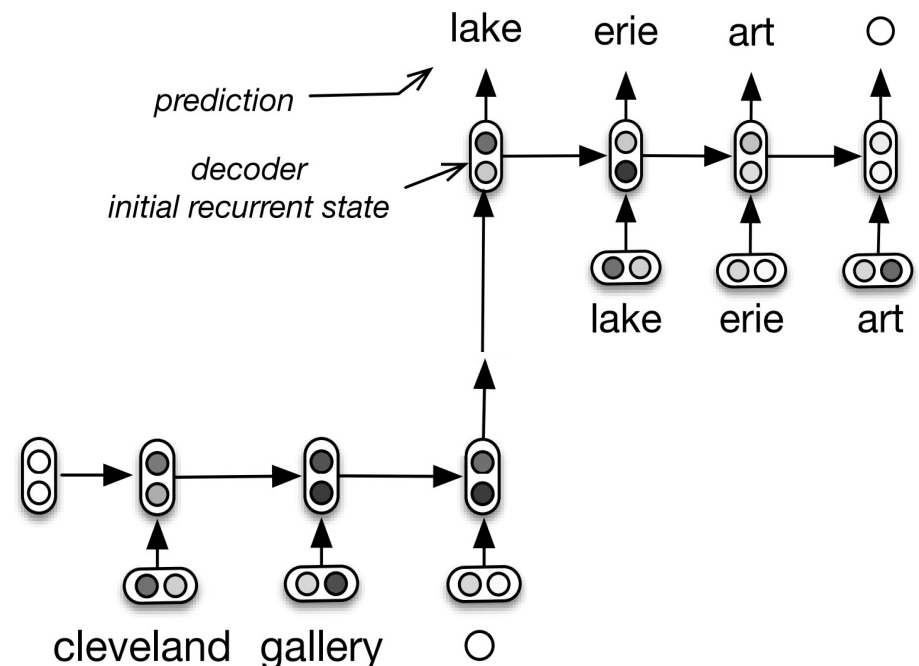 lake erie art
prediction
decoder
initial recurrent state
lake erie art
cleveland gallery